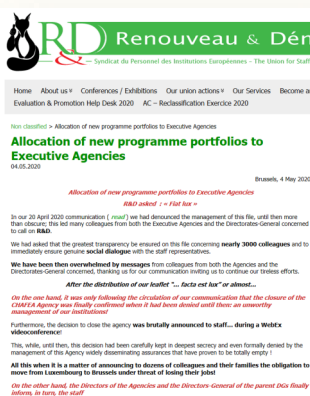 R&D
Renouveau & Dém
Syndicat du Personnel des Institutions Européennes - The Union for Staff
Home About us Conferences / Exhibitions Our union actions Our Services Become a
Evaluation & Promotion Help Desk 2020 AC – Reclassification Exercice 2020
Non classified > Allocation of new programme portfolios to Executive Agencies
Allocation of new programme portfolios to
Executive Agencies
04.05.2020
Brussels, 4 May 2020
Allocation of new programme portfolios to Executive Agencies
R&D asked : « Fiat lux »
In our 20 April 2020 communication ( read ) we had denounced the management of this file, until then more
than obscure; this led many colleagues from both the Executive Agencies and the Directorates-General concerned
to call on R&D.
We had asked that the greatest transparency be ensured on this file concerning nearly 3000 colleagues and to
immediately ensure genuine social dialogue with the staff representatives.
We have been then overwhelmed by messages from colleagues from both the Agencies and the
Directorates-General concerned, thanking us for our communication inviting us to continue our tireless efforts.
After the distribution of our leaflet "... facta est lux" or almost...
On the one hand, it was only following the circulation of our communication that the closure of the
CHAFEA Agency was finally confirmed when it had been denied until then: an unworthy
management of our institutions!
Furthermore, the decision to close the agency was brutally announced to staff... during a WebEx
videoconference!
This, while, until then, this decision had been carefully kept in deepest secrecy and even formally denied by the
management of this Agency widely disseminating assurances that have proven to be totally empty !
All this when it is a matter of announcing to dozens of colleagues and their families the obligation to
move from Luxembourg to Brussels under threat of losing their jobs!
On the other hand, the Directors of the Agencies and the Directors-General of the parent DGs finally
inform, in turn, the staff